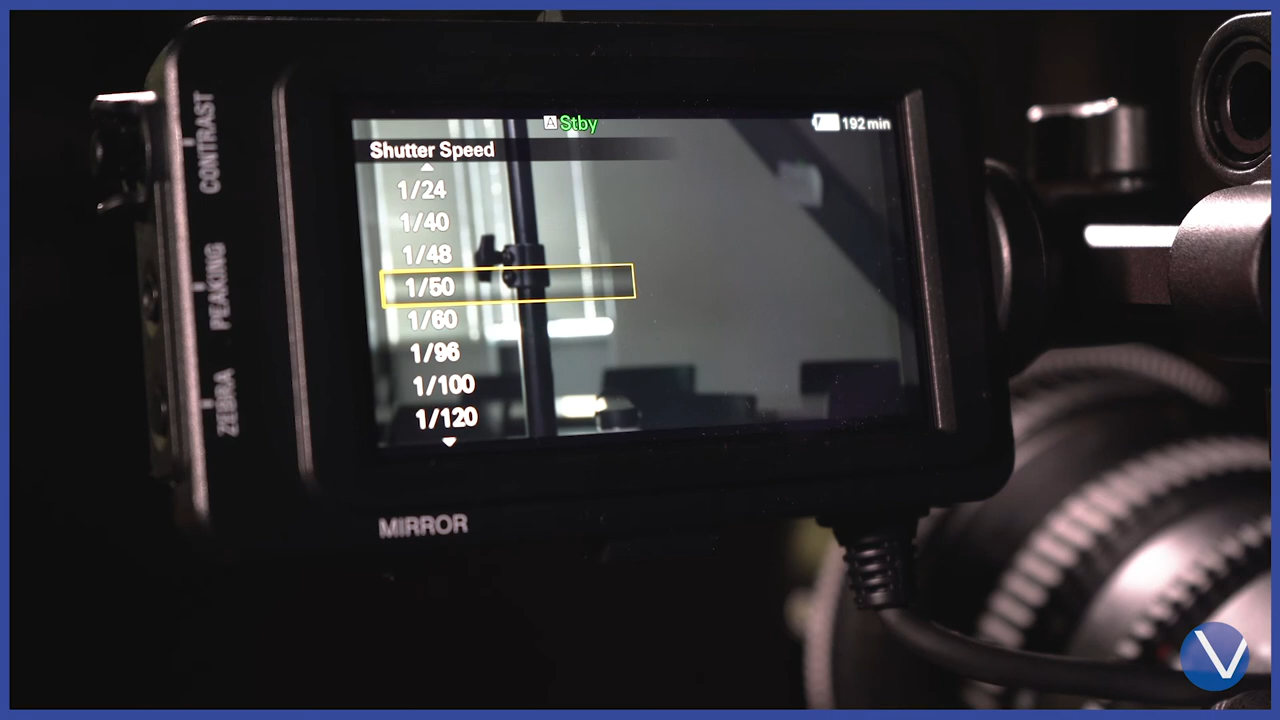 A Stby
192 min
Shutter Speed
1/24
1/40
1/48
1/50
1/60
1/96
1/100
1/120
CONTRAST
PEAKING
ZEBRA
MIRROR
V